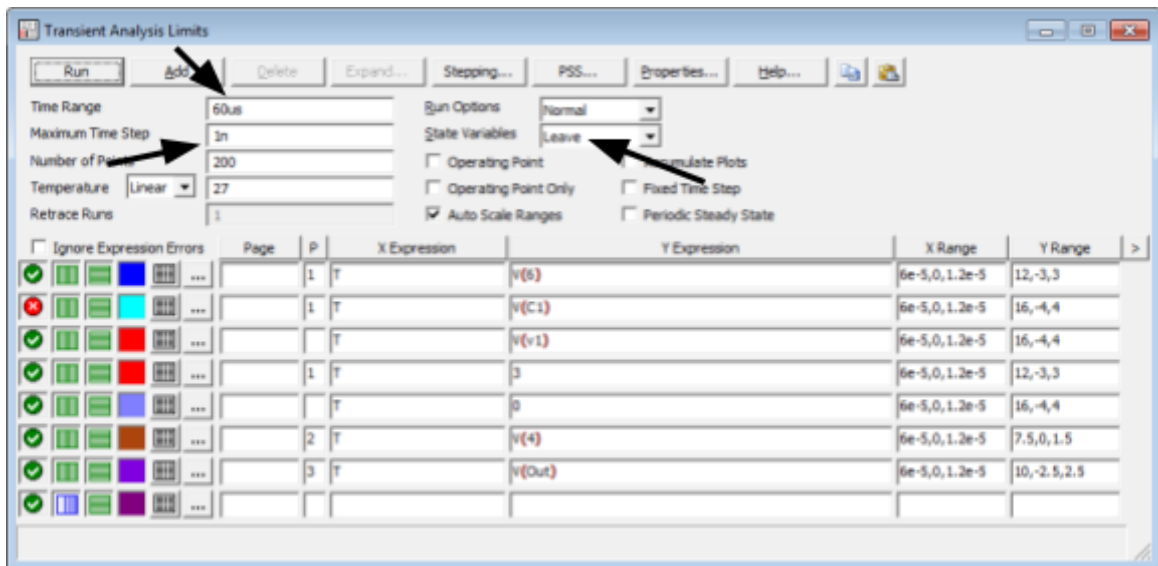 Transient Analysis Limits
Run Add... Delete Expand... Stepping... PSS... Properties... Help...
Time Range 60us Run Options Normal
Maximum Time Step 1n State Variables Leave
Number of 200 Operating Point Plots
Temperature Linear 27 Operating Point Only Fixed Time Step
Retrace Runs 1 Auto Scale Ranges Periodic Steady State
Ignore Expression Errors Page P X Expression Y Expression X Range Y Range >
... 1 T V(6) 6e-5,0,1.2e-5 12,-3,3
... 1 T V(C1) 6e-5,0,1.2e-5 16,-4,4
... T V(v1) 6e-5,0,1.2e-5 16,-4,4
... 1 T 3 6e-5,0,1.2e-5 12,-3,3
... T 0 6e-5,0,1.2e-5 16,-4,4
... 2 T V(4) 6e-5,0,1.2e-5 7.5,0,1.5
... 3 T V(Out) 6e-5,0,1.2e-5 10,-2.5,2.5
...